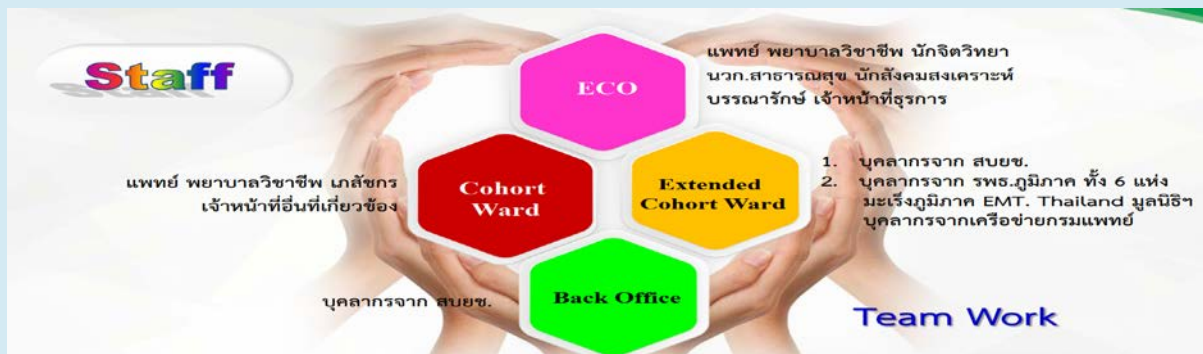 Staff
ECO
แพทย์ พยาบาลวิชาชีพ นักจิตวิทยา
นวก.สาธารณสุข นักสังคมสงเคราะห์
บรรณารักษ์ เจ้าหน้าที่ธุรการ
แพทย์ พยาบาลวิชาชีพ เภสัชกร
เจ้าหน้าที่อื่นที่เกี่ยวข้อง
Cohort
Ward
Extended
Cohort Ward
1. บุคลากรจาก สบยช.
2. บุคลากรจาก รพธ.ภูมิภาค ทั้ง 6 แห่ง
มะเร็งภูมิภาค EMT. Thailand มูลนิธิฯ
บุคลากรจากเครือข่ายกรมแพทย์
บุคลากรจาก สบยช.
Back Office
Team Work